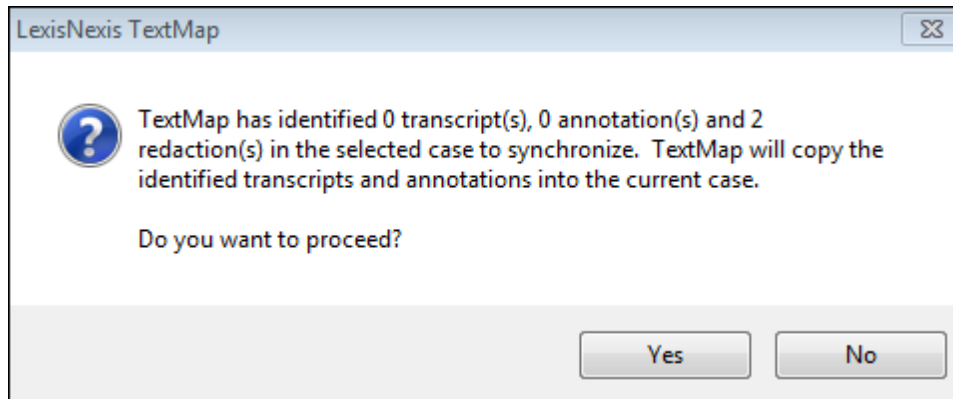 LexisNexis TextMap
?
TextMap has identified 0 transcript(s), 0 annotation(s) and 2
redaction(s) in the selected case to synchronize.  TextMap will copy the
identified transcripts and annotations into the current case.
Do you want to proceed?
Yes
No